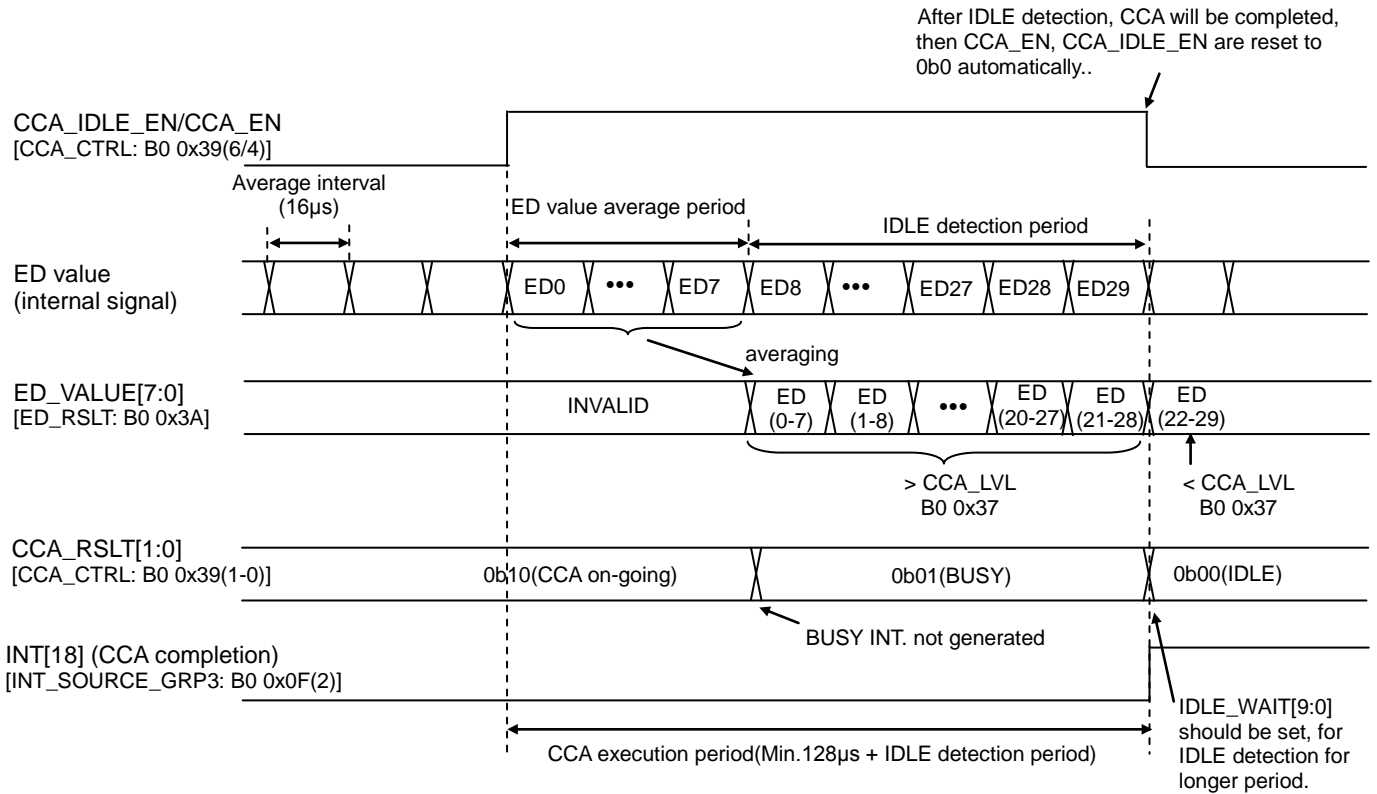 After IDLE detection, CCA will be completed,
then CCA_EN, CCA_IDLE_EN are reset to
0b0 automatically..
CCA_IDLE_EN/CCA_EN
[CCA_CTRL: B0 0x39(6/4)]
Average interval
(16µs)
ED value average period
IDLE detection period
ED value
(internal signal)
ED0 ••• ED7 ED8 ••• ED27 ED28 ED29
averaging
ED_VALUE[7:0]
[ED_RSLT: B0 0x3A]
INVALID
ED
(0-7)
ED
(1-8)
•••
ED
(20-27)
ED
(21-28)
ED
(22-29)
> CCA_LVL
B0 0x37
< CCA_LVL
B0 0x37
CCA_RSLT[1:0]
[CCA_CTRL: B0 0x39(1-0)]
0b10(CCA on-going)
0b01(BUSY)
0b00(IDLE)
BUSY INT. not generated
INT[18] (CCA completion)
[INT_SOURCE_GRP3: B0 0x0F(2)]
IDLE_WAIT[9:0]
should be set, for
IDLE detection for
longer period.
CCA execution period(Min.128µs + IDLE detection period)